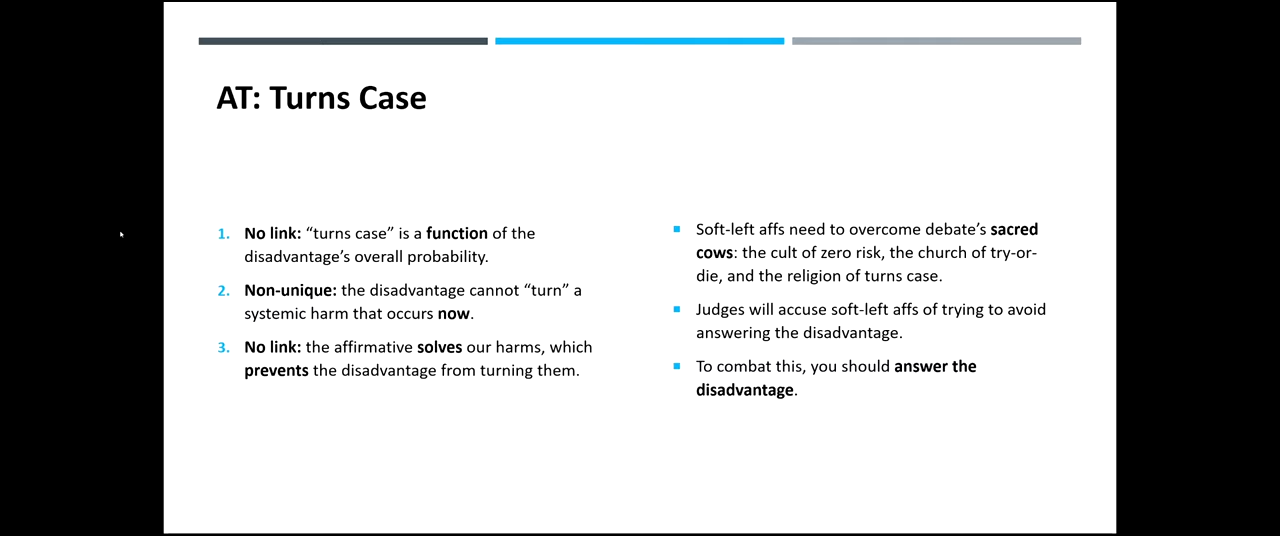 AT: Turns Case
1. No link: “turns case” is a function of the
disadvantage’s overall probability.
2. Non-unique: the disadvantage cannot “turn” a
systemic harm that occurs now.
3. No link: the affirmative solves our harms, which
prevents the disadvantage from turning them.
Soft-left affs need to overcome debate’s sacred
cows: the cult of zero risk, the church of try-or-
die, and the religion of turns case.
Judges will accuse soft-left affs of trying to avoid
answering the disadvantage.
To combat this, you should answer the
disadvantage.